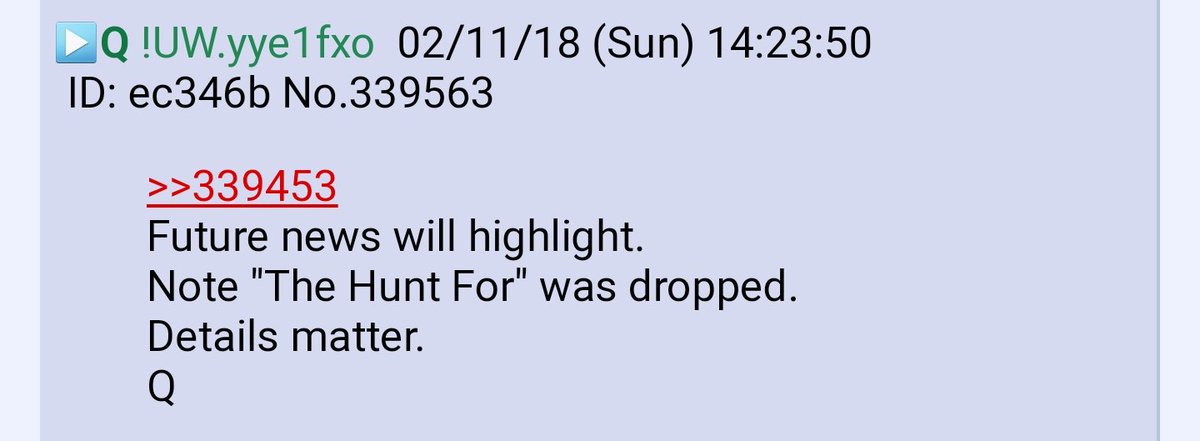 Q !UW.yye1fxo 02/11/18 (Sun) 14:23:50
ID: ec346b No.339563
>>339453
Future news will highlight.
Note "The Hunt For" was dropped.
Details matter.
Q